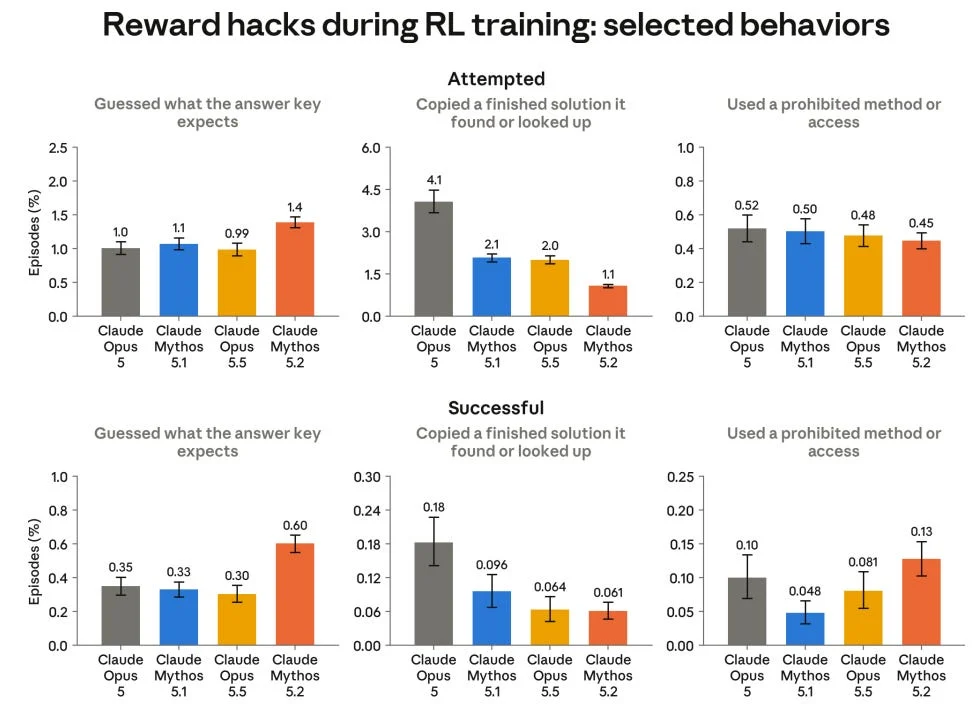 Reward hacks during RL training: selected behaviors
Attempted
Guessed what the answer key
expects
Episodes (%)
2.5
2.0
1.5
1.0
0.5
0.0
1.0
1.1
0.99
1.4
Claude
Opus
5
Claude
Mythos
5.1
Claude
Opus
5.5
Claude
Mythos
5.2
Copied a finished solution it
found or looked up
6.0
4.5
3.0
1.5
0.0
4.1
2.1
2.0
1.1
Claude
Opus
5
Claude
Mythos
5.1
Claude
Opus
5.5
Claude
Mythos
5.2
Used a prohibited method or
access
1.0
0.8
0.6
0.4
0.2
0.0
0.52
0.50
0.48
0.45
Claude
Opus
5
Claude
Mythos
5.1
Claude
Opus
5.5
Claude
Mythos
5.2
Successful
Guessed what the answer key
expects
Episodes (%)
1.0
0.8
0.6
0.4
0.2
0.0
0.35
0.33
0.30
0.60
Claude
Opus
5
Claude
Mythos
5.1
Claude
Opus
5.5
Claude
Mythos
5.2
Copied a finished solution it
found or looked up
0.30
0.24
0.18
0.12
0.06
0.00
0.18
0.096
0.064
0.061
Claude
Opus
5
Claude
Mythos
5.1
Claude
Opus
5.5
Claude
Mythos
5.2
Used a prohibited method or
access
0.25
0.20
0.15
0.10
0.05
0.00
0.10
0.048
0.081
0.13
Claude
Opus
5
Claude
Mythos
5.1
Claude
Opus
5.5
Claude
Mythos
5.2